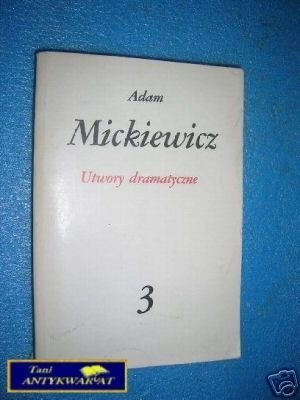 Adam
Mickiewicz
Utwory dramatyczne
3
Tani
ANTYKWARIAT